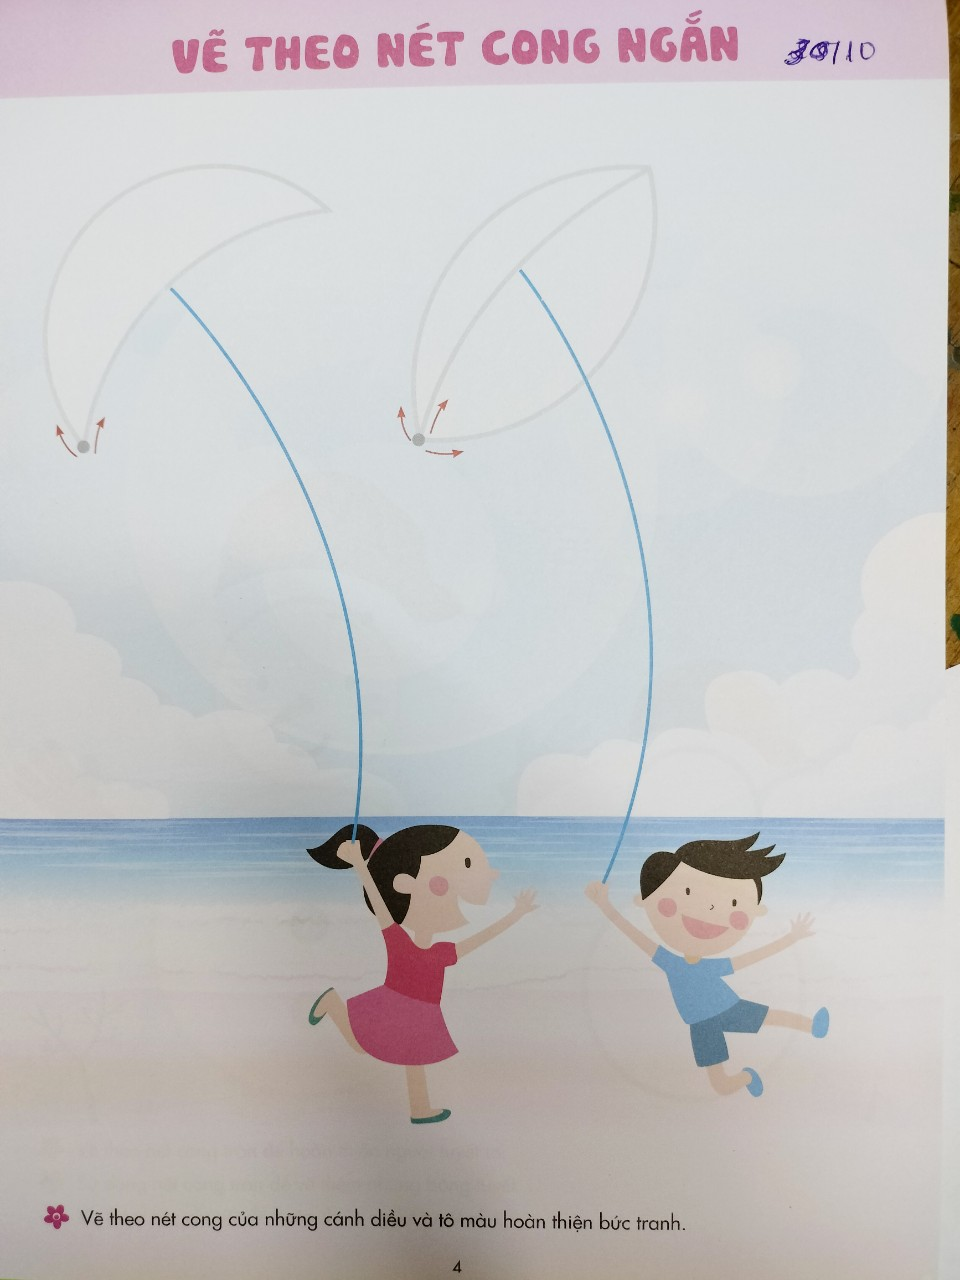 VẼ THEO NÉT CONG NGẮN
/10
Vẽ theo nét cong của những cánh diều và tô màu hoàn thiện bức tranh.
4